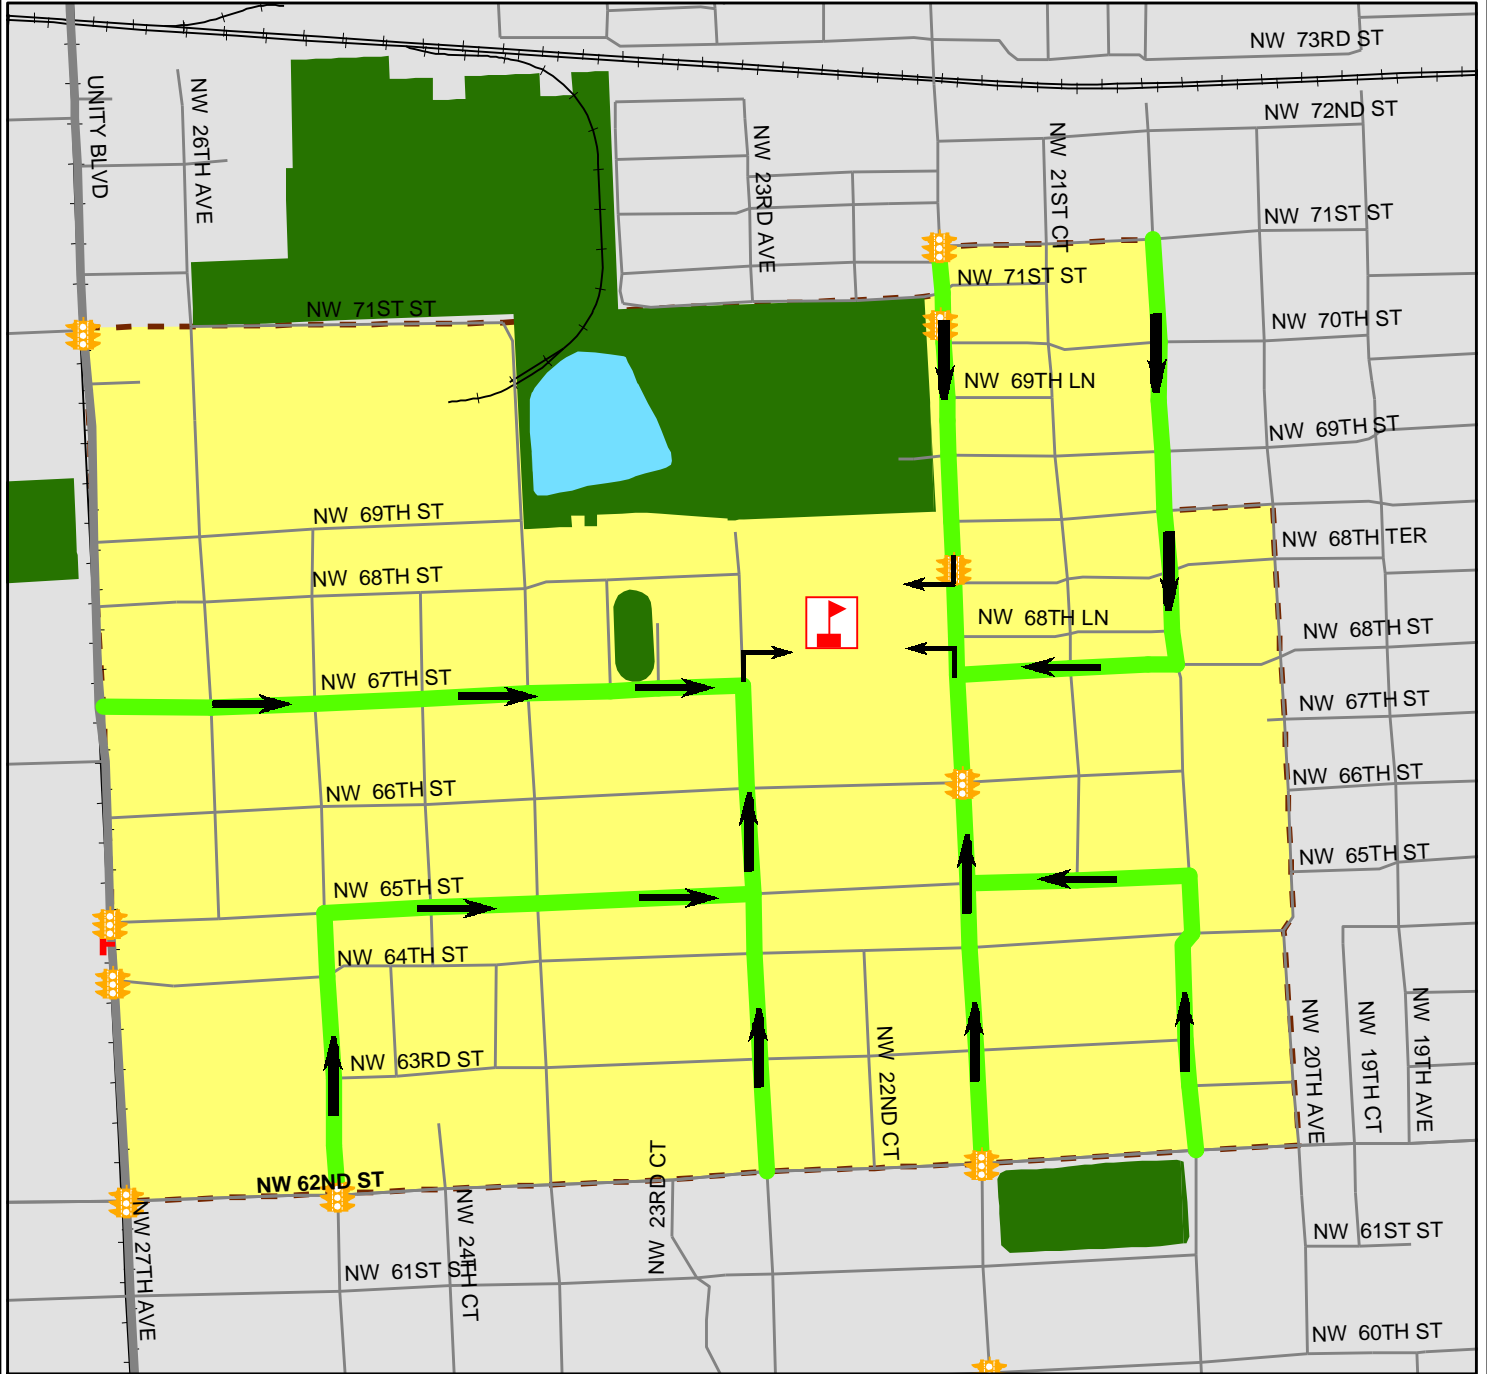 NW 73RD ST
NW 72ND ST
UNITY BLVD
NW 26TH AVE
NW 23RD AVE
NW 21ST CT
NW 71ST ST
NW 71ST ST
NW 71ST ST
NW 70TH ST
NW 69TH LN
NW 69TH ST
NW 69TH ST
NW 68TH TER
NW 68TH ST
NW 68TH LN
NW 68TH ST
NW 67TH ST
NW 67TH ST
NW 66TH ST
NW 66TH ST
NW 65TH ST
NW 65TH ST
NW 64TH ST
NW 63RD ST
NW 22ND CT
NW 20TH AVE
NW 19TH CT
NW 19TH AVE
NW 62ND ST
NW 23RD CT
NW 24TH CT
NW 27TH AVE
NW 61ST ST
NW 61ST ST
NW 60TH ST